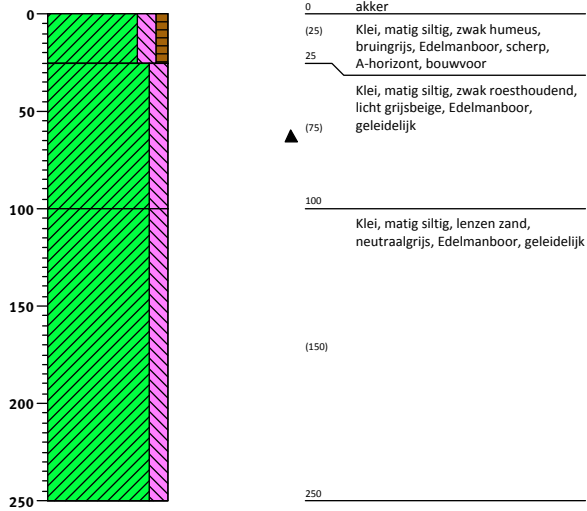 0
50
100
150
200
250
0 akker
(25) Klei, matig siltig, zwak humeus,
bruingrijs, Edelmanboor, scherp,
25 A-horizont, bouwvoor
Klei, matig siltig, zwak roesthoudend,
licht grijsbeige, Edelmanboor,
(75) geleidelijk
100
Klei, matig siltig, lenzen zand,
neutraalgrijs, Edelmanboor, geleidelijk
(150)
250